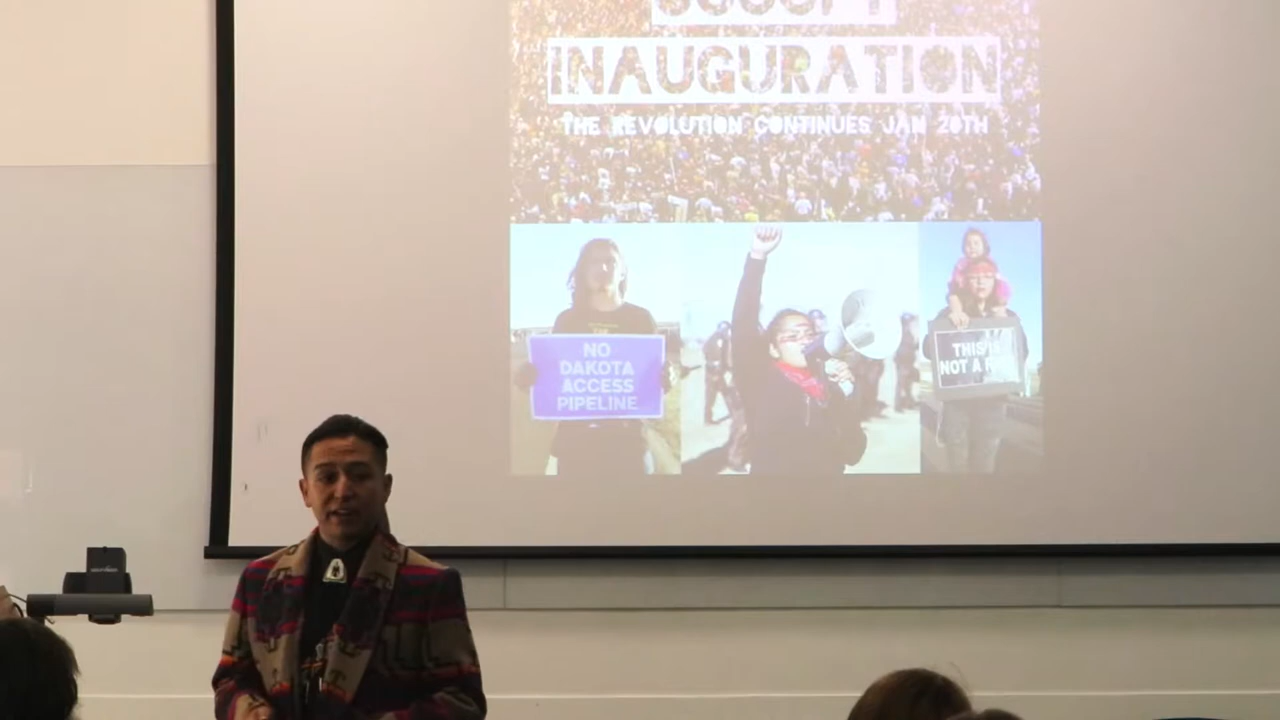 INAUGURATION
THE REVOLUTION CONTINUES JAN 20TH
NO
DAKOTA
ACCESS
PIPELINE
THIS IS
NOT A